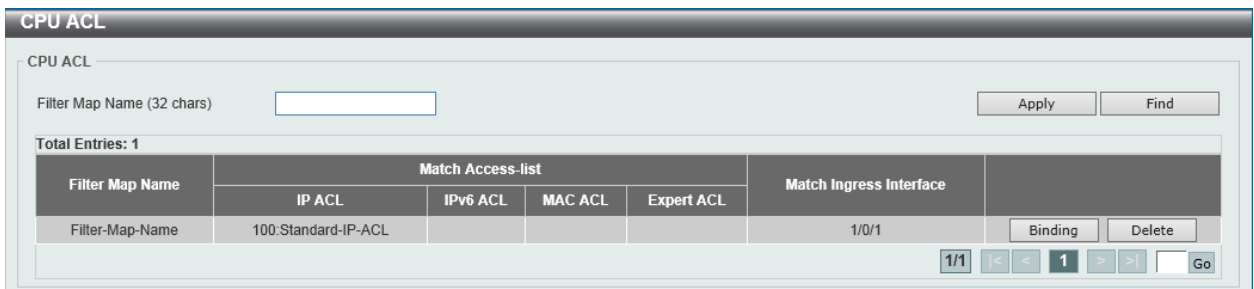 CPU ACL
CPU ACL
Filter Map Name (32 chars)
Apply Find
Total Entries: 1
Filter Map Name Match Access-list Match Ingress Interface
IP ACL IPv6 ACL MAC ACL Expert ACL
Filter-Map-Name 100:Standard-IP-ACL 1/0/1 Binding Delete
1/1 |< < 1 > >| Go